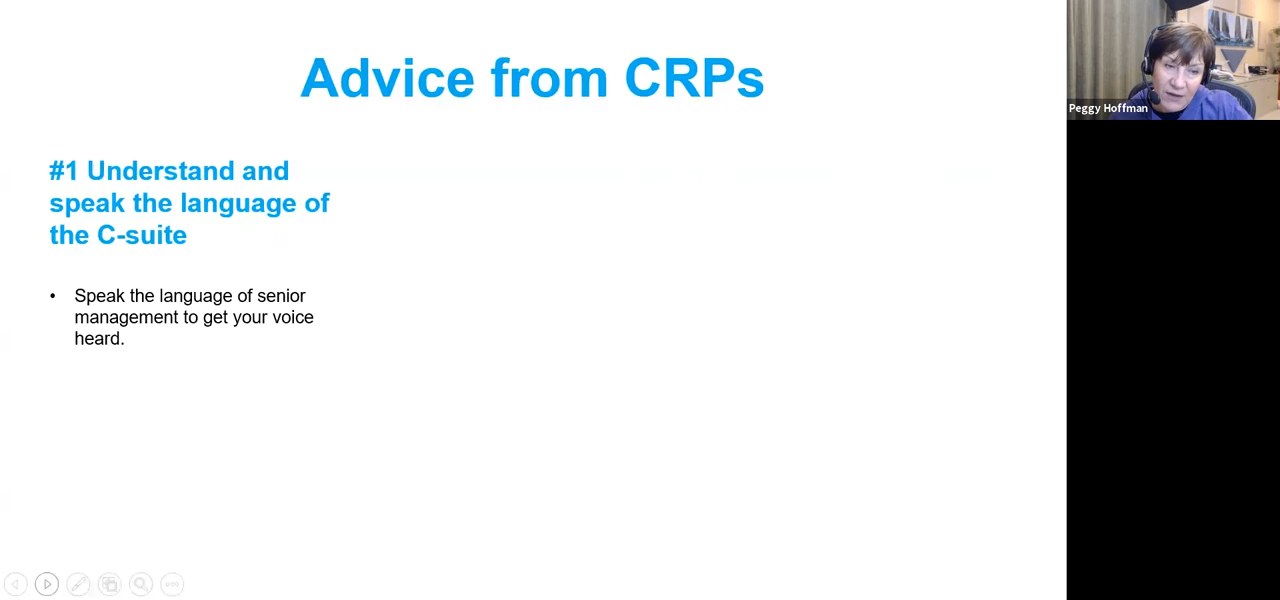 Advice from CRPs
#1 Understand and
speak the language of
the C-suite
• Speak the language of senior
management to get your voice
heard.
Peggy Hoffman